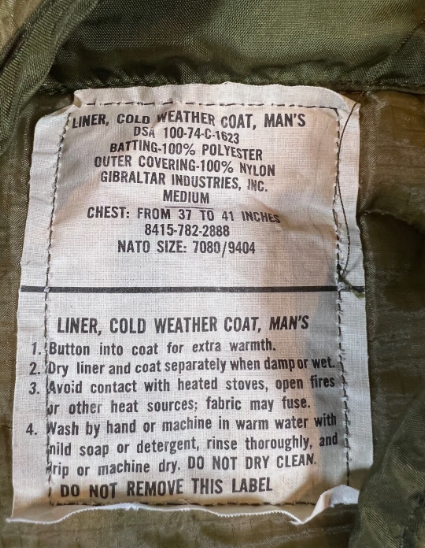 LINER, COLD WEATHER COAT, MAN'S
DSA 100-74-C-1623
BATTING-100% POLYESTER
OUTER COVERING-100% NYLON
GIBRALTAR INDUSTRIES, INC.
MEDIUM
CHEST: FROM 37 TO 41 INCHES
8415-782-2888
NATO SIZE: 7080/9404
LINER, COLD WEATHER COAT, MAN'S
1. Button into coat for extra warmth.
2. Dry liner and coat separately when damp or wet.
3. Avoid contact with heated stoves, open fires
or other heat sources; fabric may fuse.
4. Wash by hand or machine in warm water with
mild soap or detergent, rinse thoroughly, and
drip or machine dry. DO NOT DRY CLEAN.
DO NOT REMOVE THIS LABEL